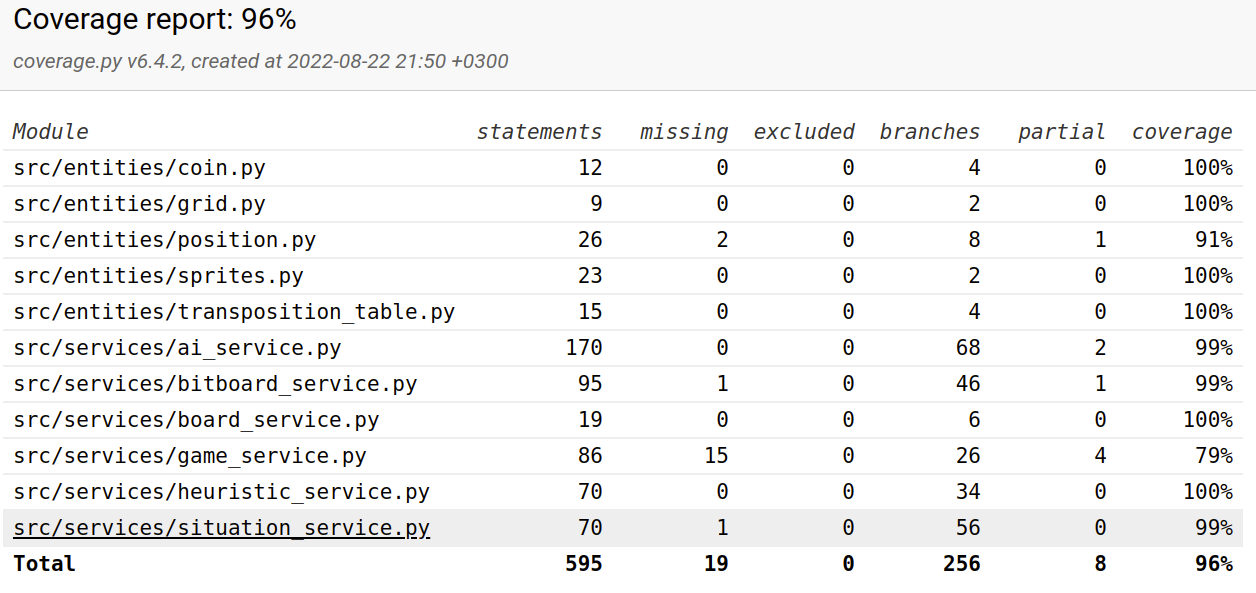 Coverage report: 96%
coverage.py v6.4.2, created at 2022-08-22 21:50 +0300
Module statements missing excluded branches partial coverage
src/entities/coin.py 12 0 0 4 0 100%
src/entities/grid.py 9 0 0 2 0 100%
src/entities/position.py 26 2 0 8 1 91%
src/entities/sprites.py 23 0 0 2 0 100%
src/entities/transposition_table.py 15 0 0 4 0 100%
src/services/ai_service.py 170 0 0 68 2 99%
src/services/bitboard_service.py 95 1 0 46 1 99%
src/services/board_service.py 19 0 0 6 0 100%
src/services/game_service.py 86 15 0 26 4 79%
src/services/heuristic_service.py 70 0 0 34 0 100%
src/services/situation_service.py 70 1 0 56 0 99%
Total 595 19 0 256 8 96%